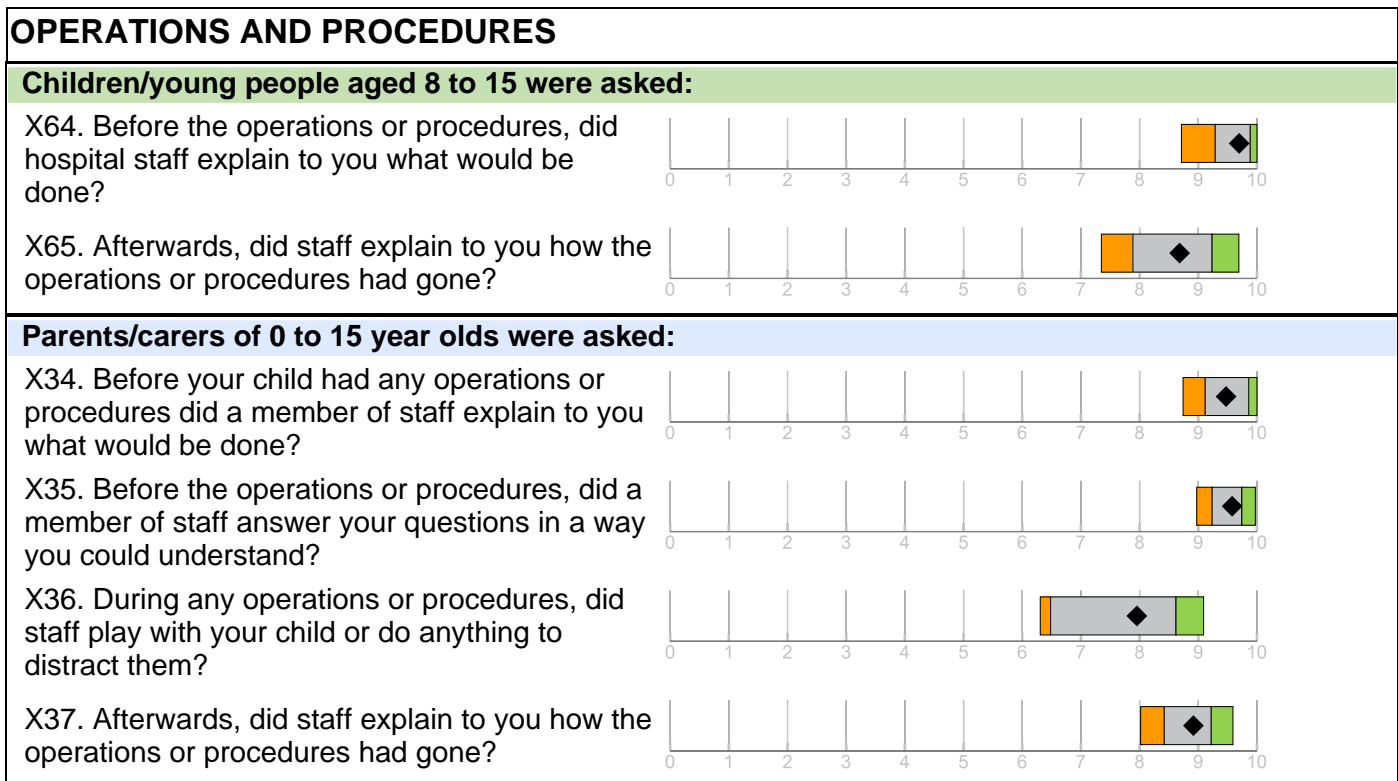 OPERATIONS AND PROCEDURES
Children/young people aged 8 to 15 were asked:
X64. Before the operations or procedures, did
hospital staff explain to you what would be
done?
0 1 2 3 4 5 6 7 8 9 10
X65. Afterwards, did staff explain to you how the
operations or procedures had gone?
0 1 2 3 4 5 6 7 8 9 10
Parents/carers of 0 to 15 year olds were asked:
X34. Before your child had any operations or
procedures did a member of staff explain to you
what would be done?
0 1 2 3 4 5 6 7 8 9 10
X35. Before the operations or procedures, did a
member of staff answer your questions in a way
you could understand?
0 1 2 3 4 5 6 7 8 9 10
X36. During any operations or procedures, did
staff play with your child or do anything to
distract them?
0 1 2 3 4 5 6 7 8 9 10
X37. Afterwards, did staff explain to you how the
operations or procedures had gone?
0 1 2 3 4 5 6 7 8 9 10